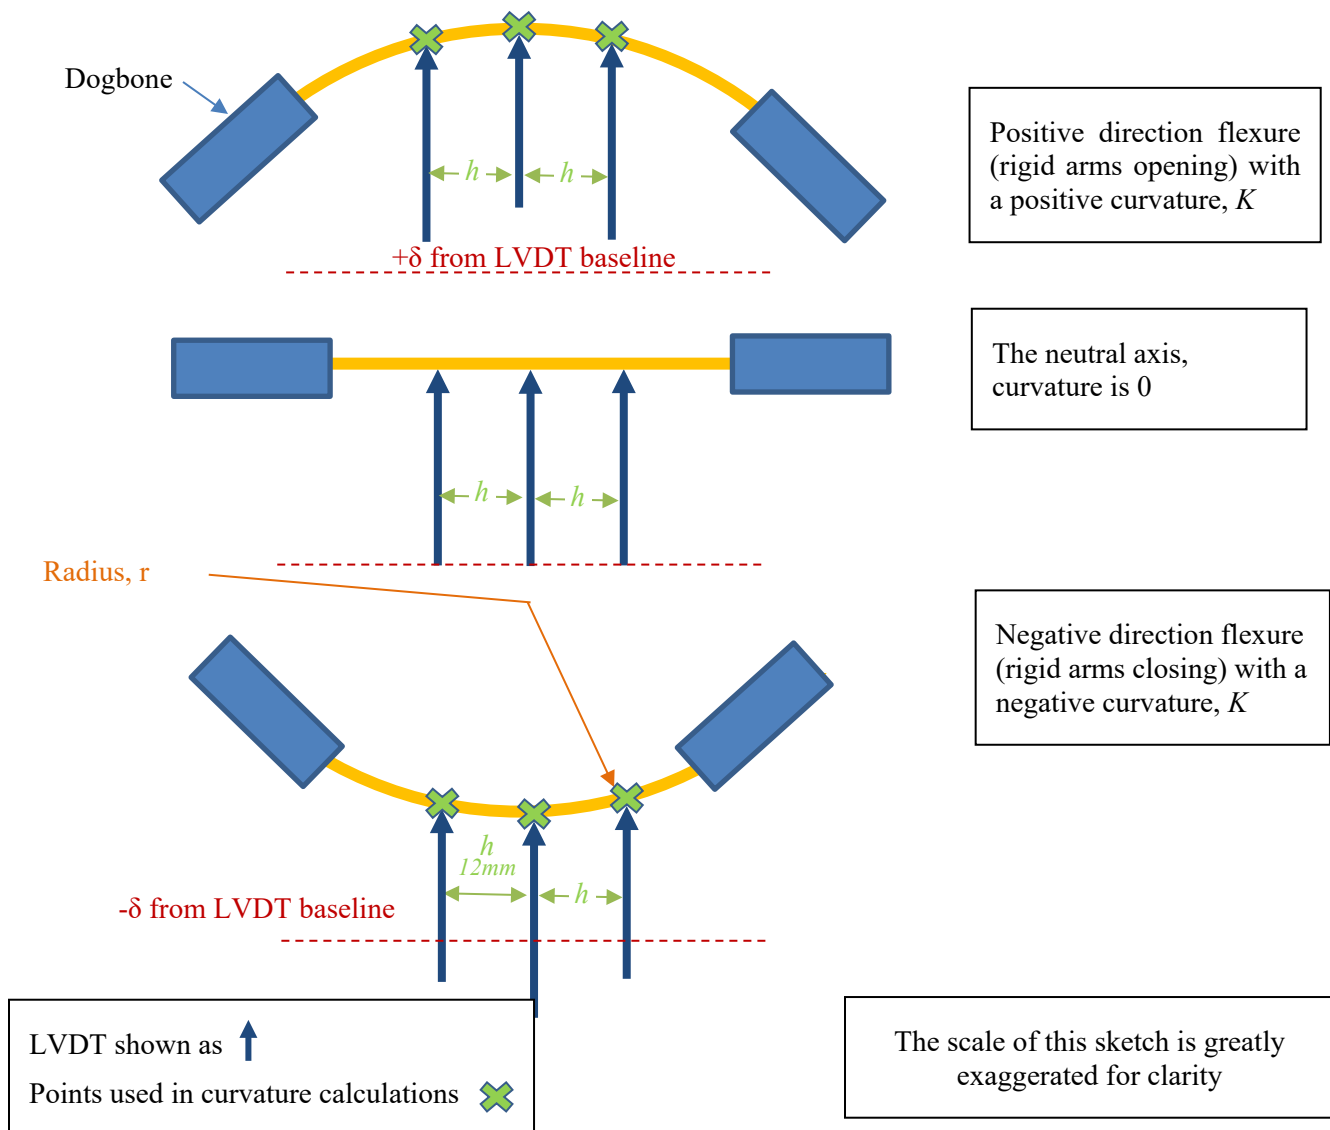 Dogbone
h
h
+δ from LVDT baseline
Positive direction flexure
(rigid arms opening) with
a positive curvature, K
The neutral axis,
curvature is 0
h
h
Radius, r
Negative direction flexure
(rigid arms closing) with a
negative curvature, K
h
12mm
h
-δ from LVDT baseline
LVDT shown as
Points used in curvature calculations
The scale of this sketch is greatly
exaggerated for clarity